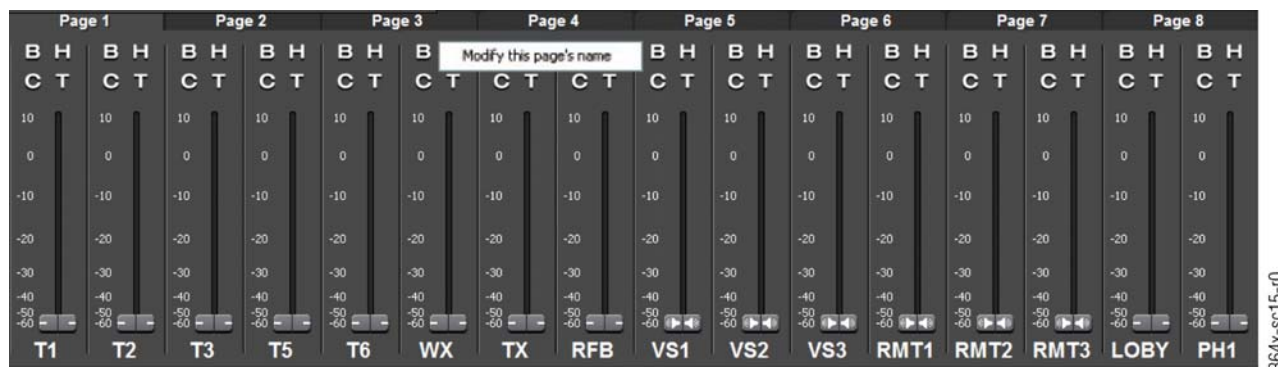 Page 1 Page 2 Page 3 Page 4 Page 5 Page 6 Page 7 Page 8
B H B H B H B H B H B Modify this page's name B H B H B H B H B H B H B H B H
C T C T C T C T C T C T C T C T C T C T C T C T C T C T C T C T
10 10 10 10 10 10 10 10 10 10 10 10 10 10 10 10
0 0 0 0 0 0 0 0 0 0 0 0 0 0 0 0
-10 -10 -10 -10 -10 -10 -10 -10 -10 -10 -10 -10 -10 -10 -10 -10
-20 -20 -20 -20 -20 -20 -20 -20 -20 -20 -20 -20 -20 -20 -20 -20
-30 -30 -30 -30 -30 -30 -30 -30 -30 -30 -30 -30 -30 -30 -30 -30
-40 -40 -40 -40 -40 -40 -40 -40 -40 -40 -40 -40 -40 -40 -40 -40
-50 -50 -50 -50 -50 -50 -50 -50 -50 -50 -50 -50 -50 -50 -50 -50
-60 -60 -60 -60 -60 -60 -60 -60 -60 -60 -60 -60 -60 -60 -60 -60
T1 T2 T3 T5 T6 WX TX RFB VS1 VS2 VS3 RMT1 RMT2 RMT3 LOBY PH1